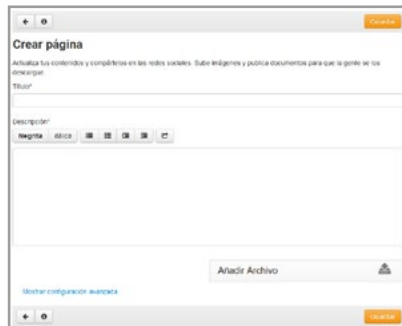 Guardar
Crear página
Actualiza tus contenidos y compártelos en las redes sociales. Sube imágenes y publica documentos para que la gente se los
descargue.
Título*
Descripción*
Negrita Itálica
Añadir Archivo
Mostrar configuración avanzada
Guardar